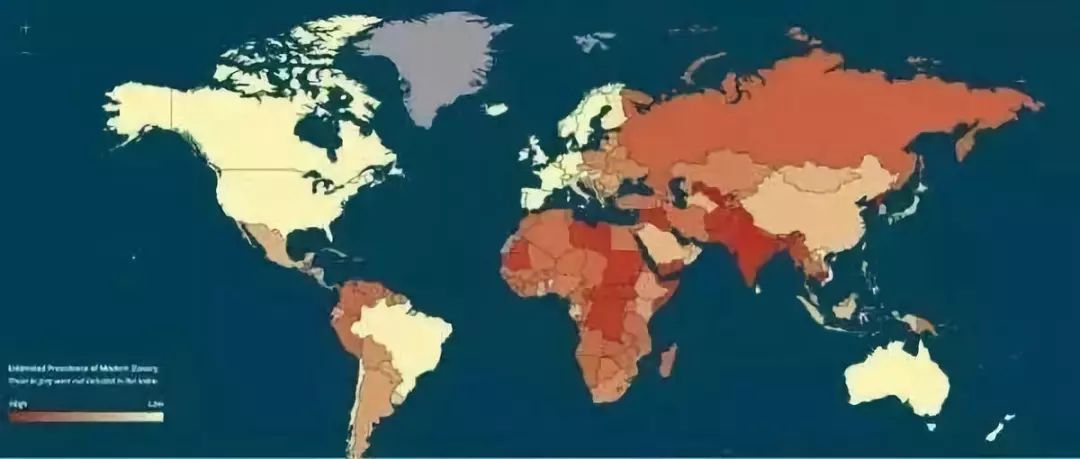 Estimated Prevalence of Modern Slavery
Those in grey were not included in the Index
High Low